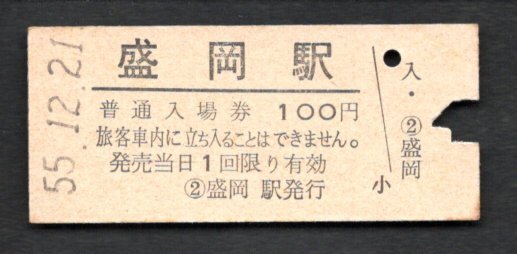 55.12.21
盛岡駅
普通入場券 100円
旅客車内に立ち入ることはできません。
発売当日1回限り有効
②盛岡 駅発行
小
入・②盛岡